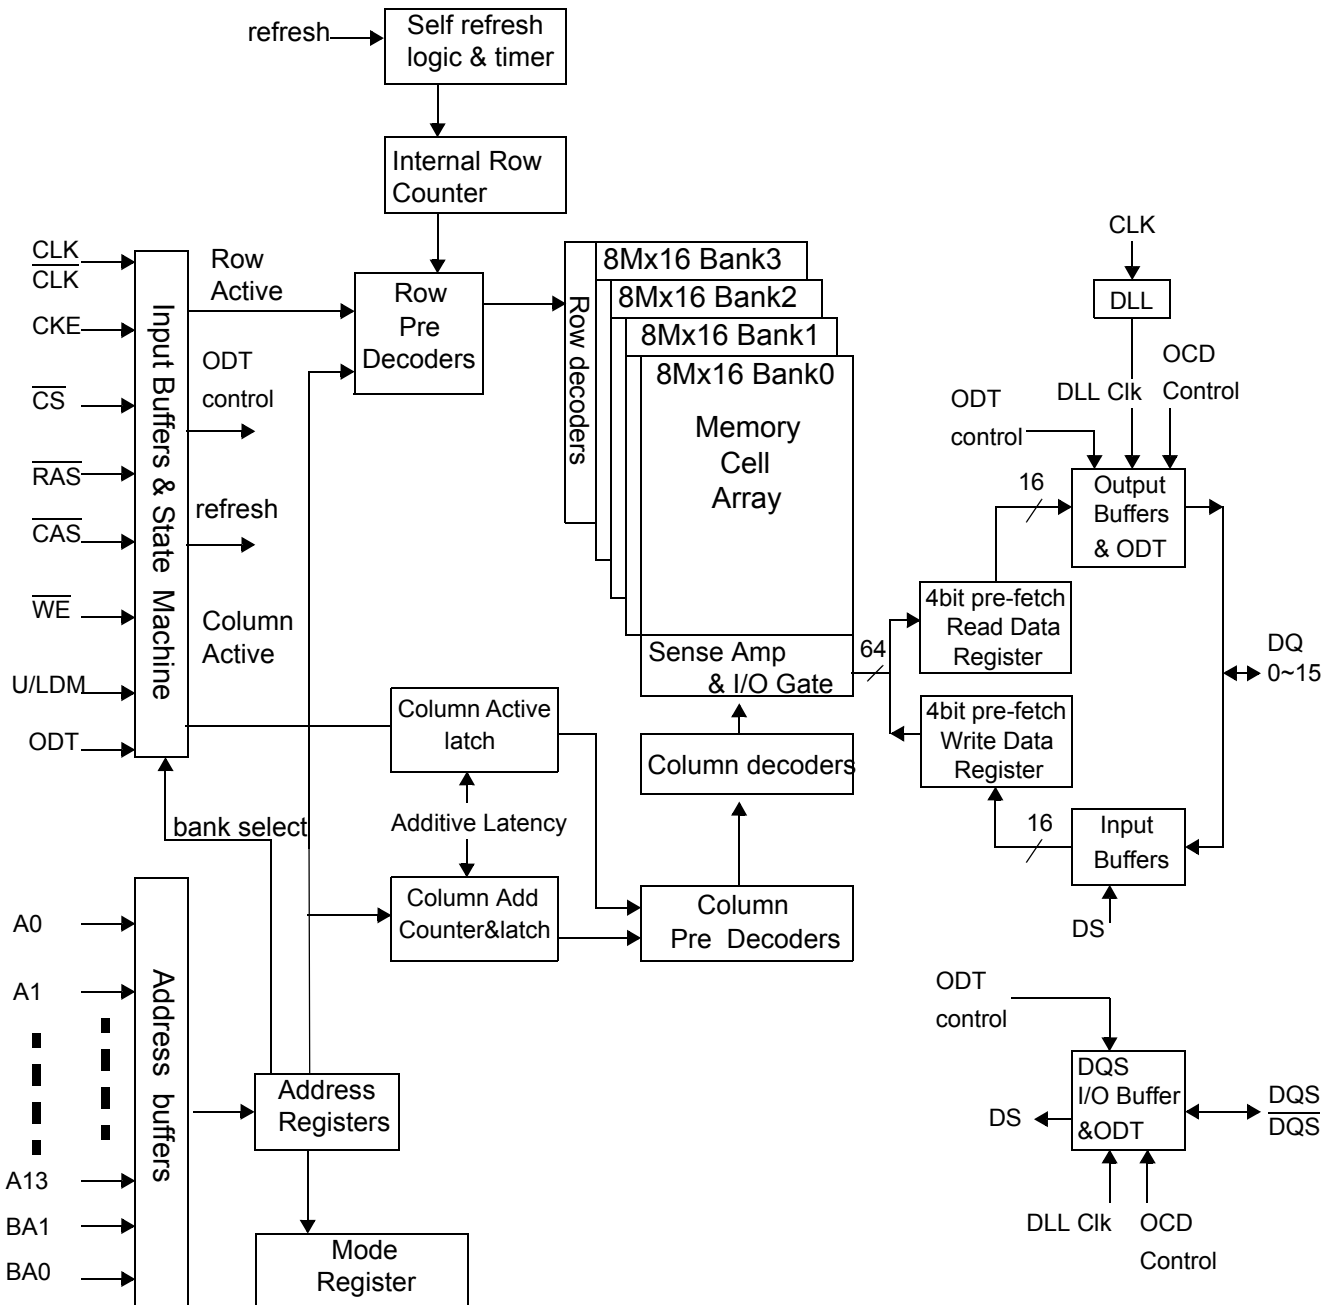 refresh
Self refresh
logic & timer
Internal Row
Counter
CLK
CLK
CKE
CS
RAS
CAS
WE
U/LDM
ODT
Input Buffers & State Machine
Row
Active
ODT
control
refresh
Column
Active
bank select
Row
Pre
Decoders
Row decoders
8Mx16 Bank3
8Mx16 Bank2
8Mx16 Bank1
8Mx16 Bank0
Memory
Cell
Array
Sense Amp
& I/O Gate
64
Column Active
latch
Additive Latency
Column Add
Counter&latch
Column decoders
Column
Pre Decoders
A0
A1
A13
BA1
BA0
Address buffers
Address
Registers
Mode
Register
CLK
DLL
DLL Clk
OCD
Control
ODT
control
16
Output
Buffers
& ODT
4bit pre-fetch
Read Data
Register
4bit pre-fetch
Write Data
Register
DQ
0~15
16
Input
Buffers
DS
ODT
control
DQS
I/O Buffer
&ODT
DS
DQS
DQS
DLL Clk
OCD
Control